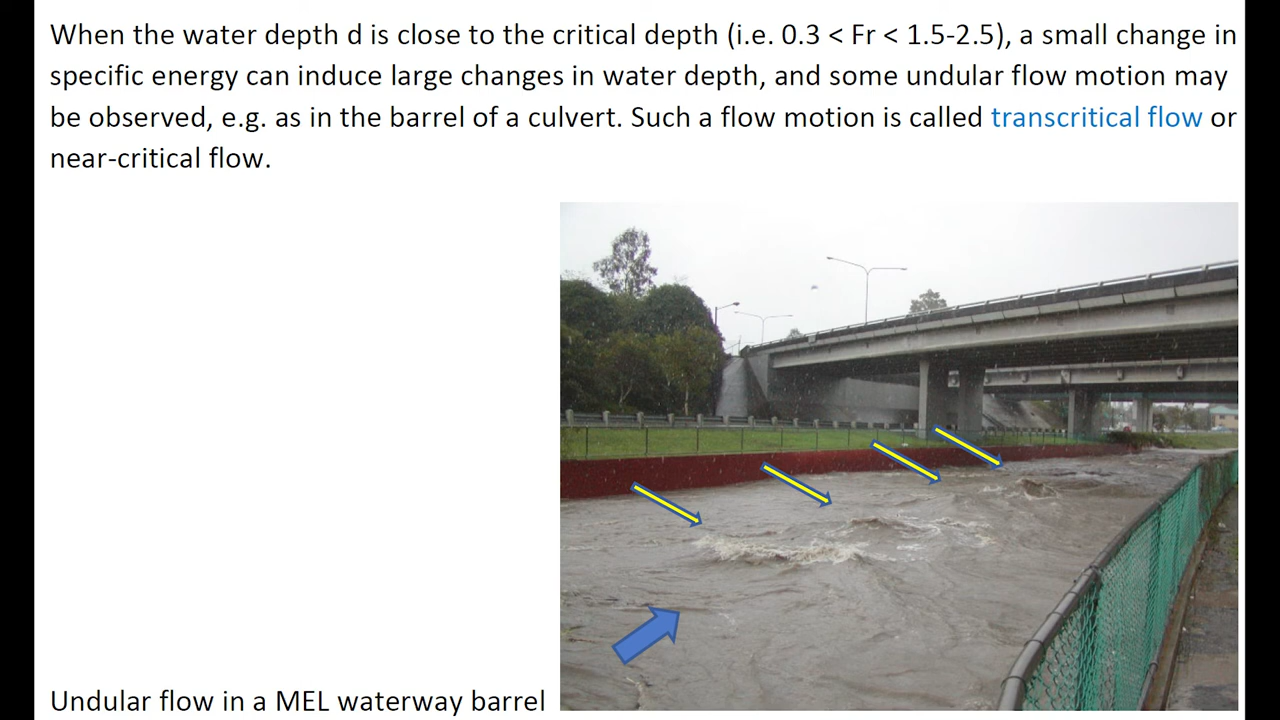 When the water depth d is close to the critical depth (i.e. 0.3 < Fr < 1.5-2.5), a small change in
specific energy can induce large changes in water depth, and some undular flow motion may
be observed, e.g. as in the barrel of a culvert. Such a flow motion is called transcritical flow or
near-critical flow.
Undular flow in a MEL waterway barrel